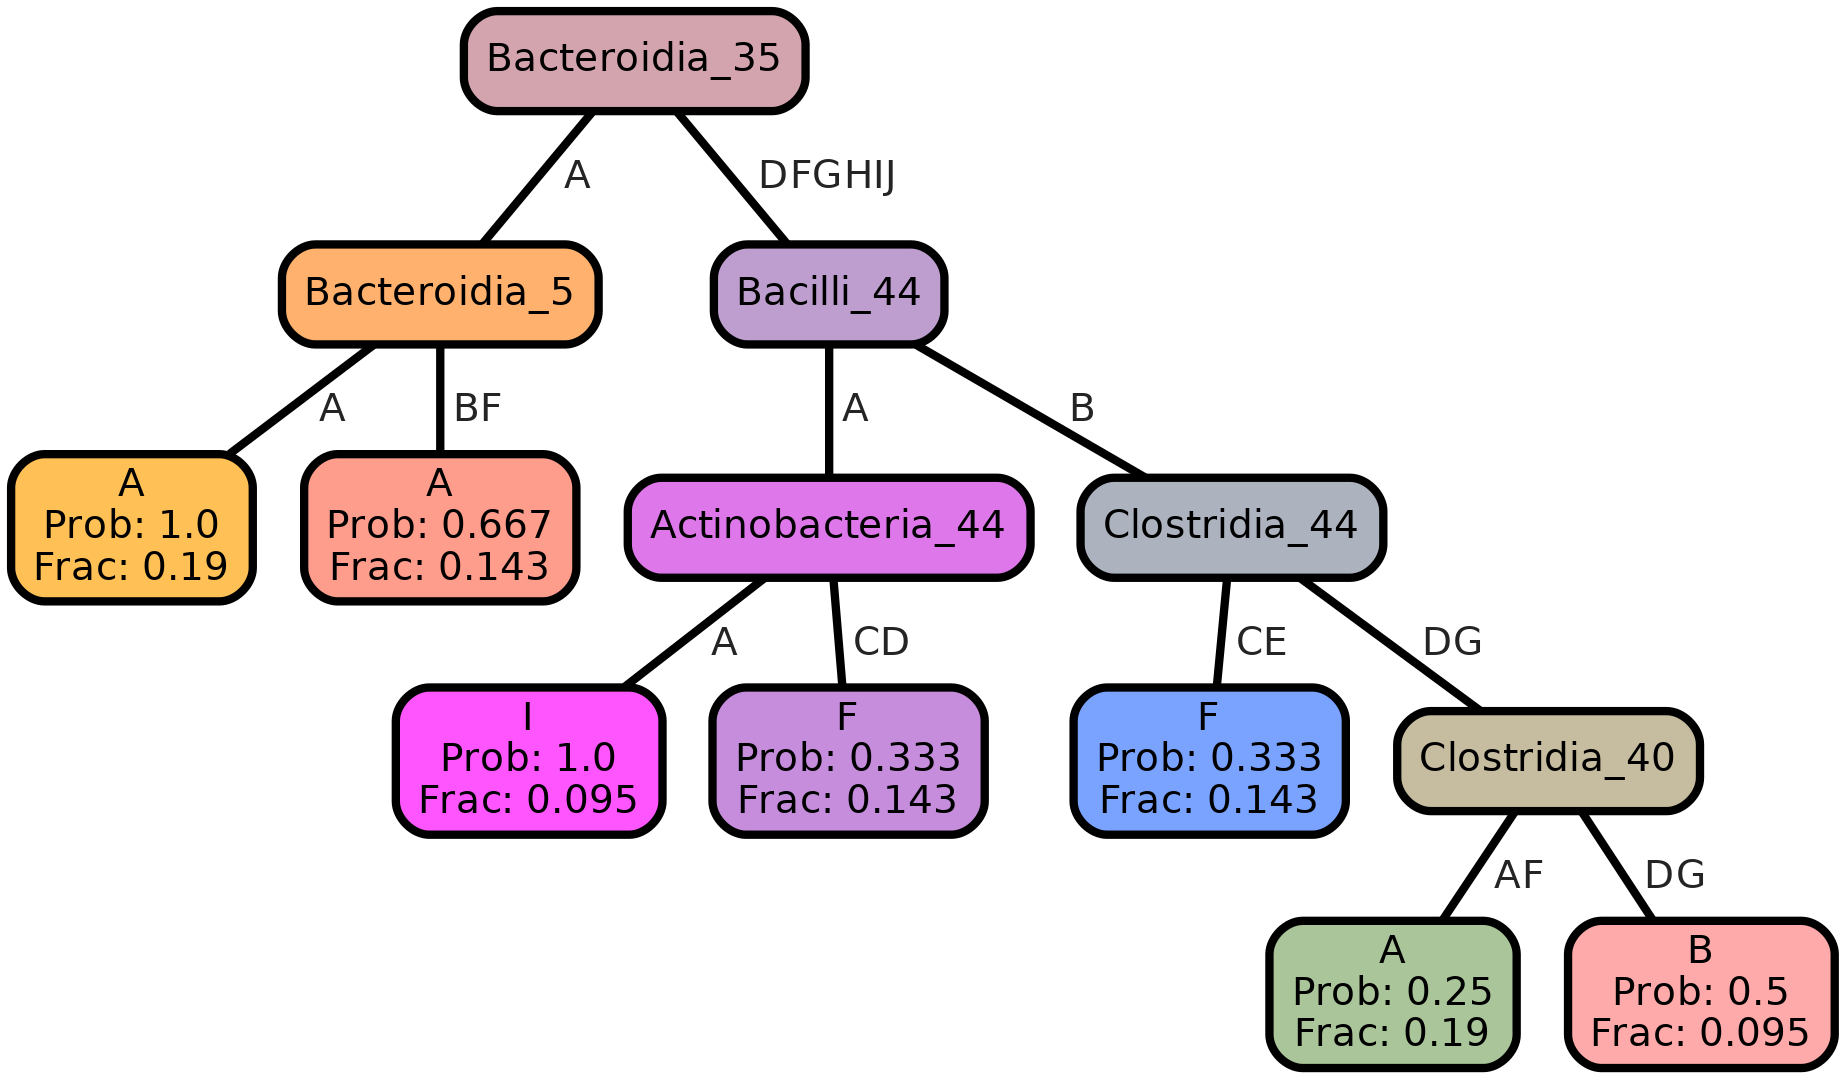 Bacteroidia_35
A
DFGHIJ
Bacteroidia_5
Bacilli_44
A
BF
A
B
A
Prob: 1.0
Frac: 0.19
A
Prob: 0.667
Frac: 0.143
Actinobacteria_44
Clostridia_44
A
CD
CE
DG
I
Prob: 1.0
Frac: 0.095
F
Prob: 0.333
Frac: 0.143
F
Prob: 0.333
Frac: 0.143
Clostridia_40
AF
DG
A
Prob: 0.25
Frac: 0.19
B
Prob: 0.5
Frac: 0.095